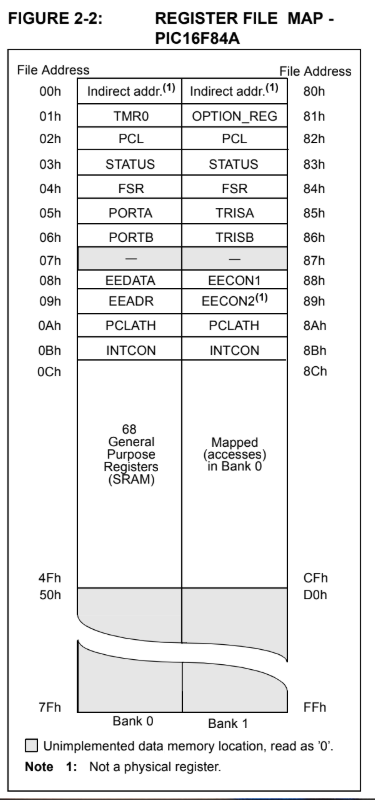 FIGURE 2-2: REGISTER FILE MAP -
PIC16F84A
File Address File Address
00h Indirect addr.(1) Indirect addr.(1) 80h
01h TMR0 OPTION_REG 81h
02h PCL PCL 82h
03h STATUS STATUS 83h
04h FSR FSR 84h
05h PORTA TRISA 85h
06h PORTB TRISB 86h
07h — — 87h
08h EEDATA EECON1 88h
09h EEADR EECON2(1) 89h
0Ah PCLATH PCLATH 8Ah
0Bh INTCON INTCON 8Bh
0Ch 8Ch
68
General
Purpose
Registers
(SRAM)
Mapped
(accesses)
in Bank 0
4Fh CFh
50h D0h
7Fh FFh
Bank 0 Bank 1
Unimplemented data memory location, read as '0'.
Note 1: Not a physical register.